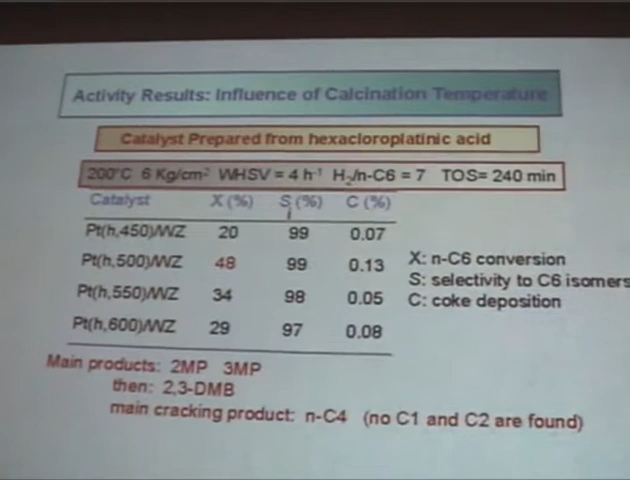 Activity Results: Influence of Calcination Temperature
Catalyst Prepared from hexacloroplatinic acid
200°C 6 Kg/cm² WHSV = 4 h⁻¹ H₂/n-C6 = 7 TOS= 240 min
Catalyst X (%) Sᵢ (%) C (%)
Pt(h,450)/WZ 20 99 0.07
Pt(h,500)/WZ 48 99 0.13
Pt(h,550)/WZ 34 98 0.05
Pt(h,600)/WZ 29 97 0.08
X: n-C6 conversion
S: selectivity to C6 isomers
C: coke deposition
Main products: 2MP 3MP
then: 2,3-DMB
main cracking product: n-C4 (no C1 and C2 are found)